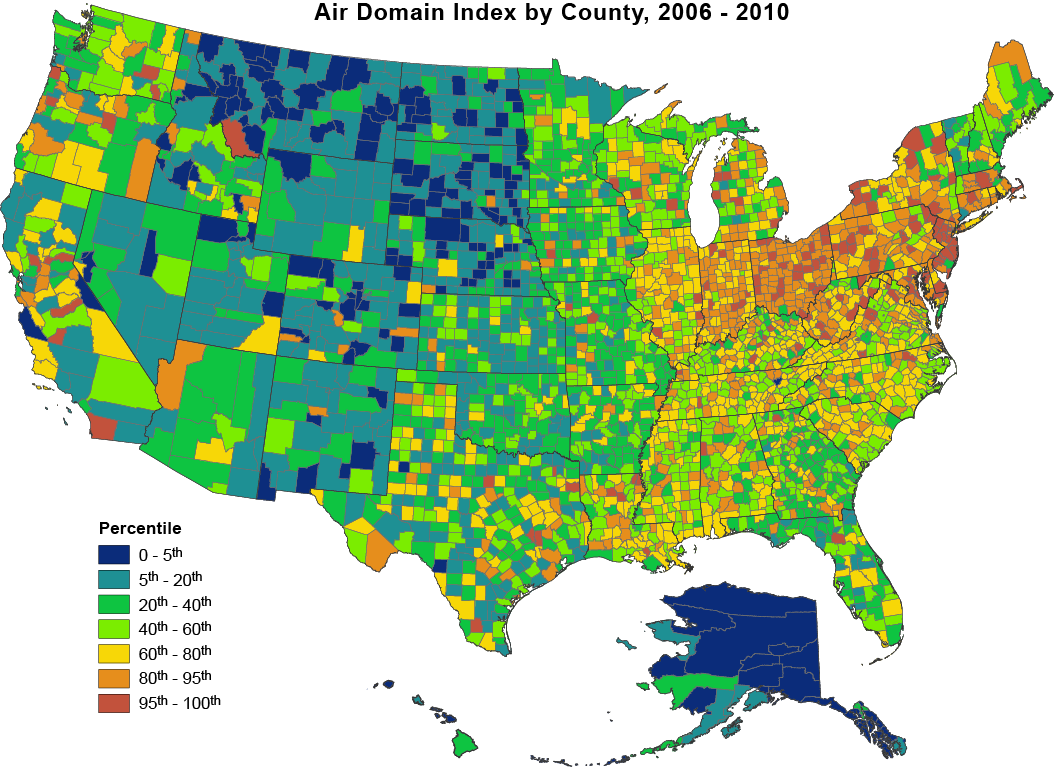 Air Domain Index by County, 2006 - 2010
Percentile
0 - 5th
5th - 20th
20th - 40th
40th - 60th
60th - 80th
80th - 95th
95th - 100th